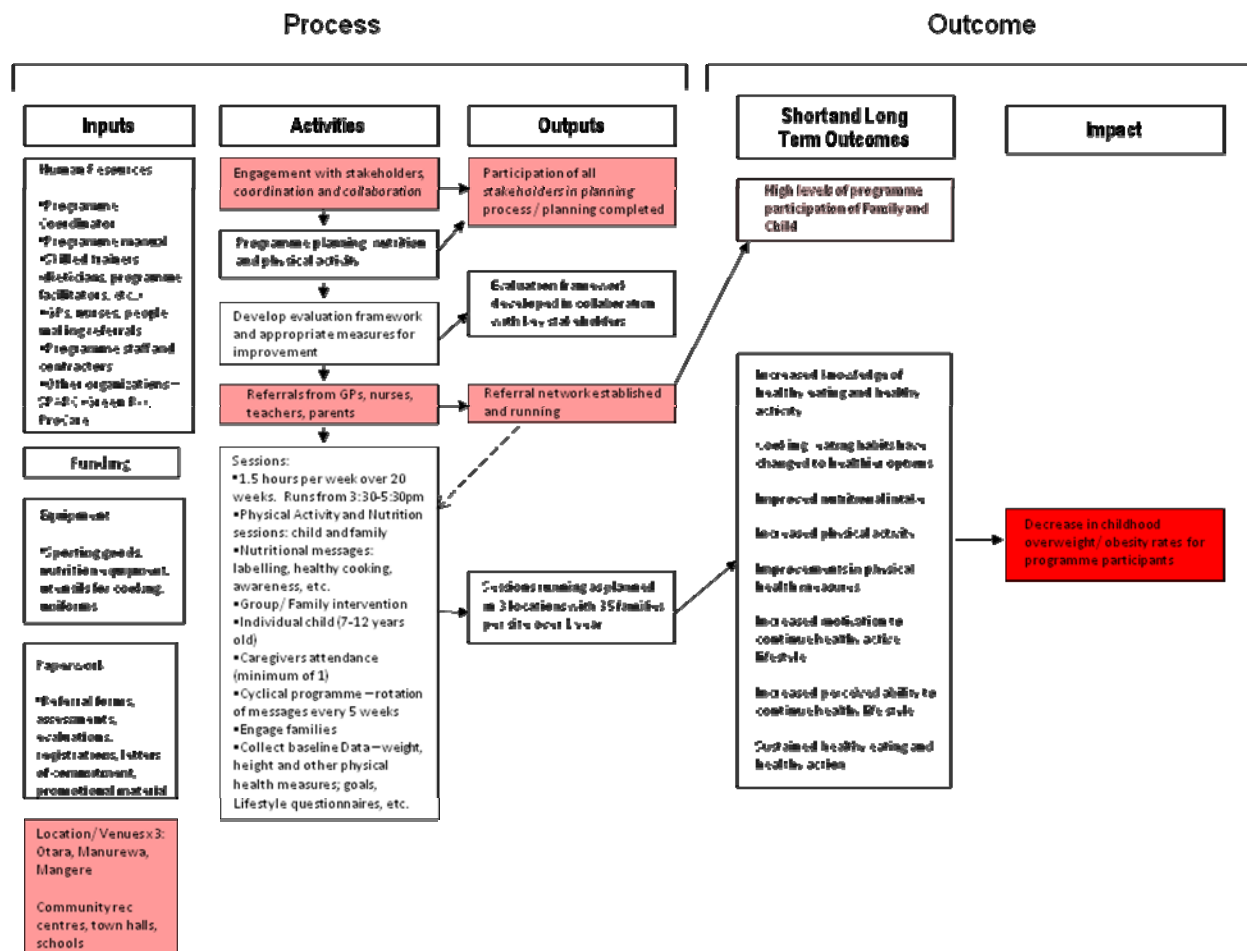 Process
Outcome
Inputs
Activities
Outputs
Short and Long
Term Outcomes
Impact
Human Resources
▪Programme
Coordinator
▪Programme manual
▪Skilled trainers
dieticians, programme
facilitators, etc.
▪GPs, nurses, people
making referrals
▪Programme staff and
contractors
▪Other organizations –
SPARC Green
ProCare
Funding
Equipment
▪Sporting goods,
nutrition equipment,
utensils for cooking,
uniforms
Paperwork
▪Referral forms,
assessments,
evaluations,
registrations, letters
of commitment,
promotional material
Location/ Venues x 3:
Otara, Manurewa,
Mangere
Community rec
centres, town halls,
schools
Engagement with stakeholders,
coordination and collaboration
Programme planning nutrition
and physical activity
Develop evaluation framework
and appropriate measures for
improvement
Referrals from GPs, nurses,
teachers, parents
Sessions:
▪1.5 hours per week over 20
weeks. Runs from 3:30-5:30pm
▪Physical Activity and Nutrition
sessions: child and family
▪Nutritional messages:
labelling, healthy cooking,
awareness, etc.
▪Group/ Family intervention
▪Individual child (7-12 years
old)
▪Caregivers attendance
(minimum of 1)
▪Cyclical programme – rotation
of messages every 5 weeks
▪Engage families
▪Collect baseline Data – weight,
height and other physical
health measures; goals,
Lifestyle questionnaires, etc.
Participation of all
stakeholders in planning
process / planning completed
Evaluation framework
developed in collaboration
with key stakeholders
Referral network established
and running
Sessions running as planned
in 3 locations with 35 families
per site over 1 year
High levels of programme
participation of Family and
Child
Increased knowledge of
healthy eating and healthy
activity
Cooking, eating habits have
changed to healthier options
Improved nutritional intake
Increased physical activity
Improvements in physical
health measures
Increased motivation to
continue healthy active
lifestyle
Increased perceived ability to
continue healthy life style
Sustained healthy eating and
healthy action
Decrease in childhood
overweight/ obesity rates for
programme participants